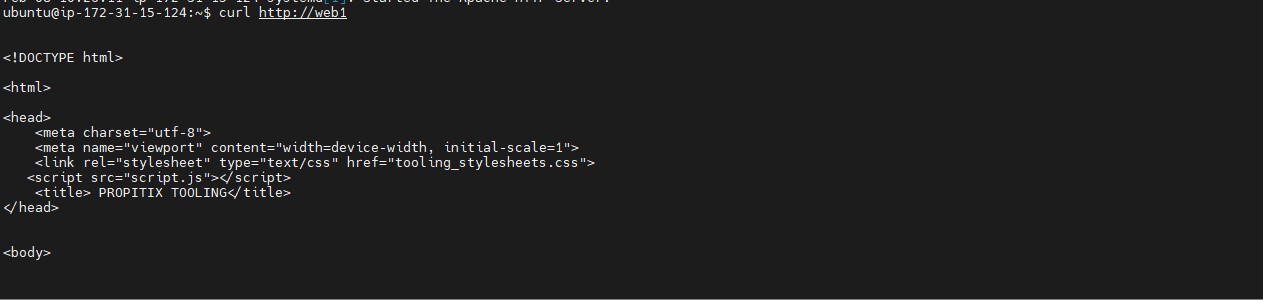 ubuntu@ip-172-31-15-124:~$ curl http://web1
<!DOCTYPE html>
<html>
<head>
    <meta charset="utf-8">
    <meta name="viewport" content="width=device-width, initial-scale=1">
    <link rel="stylesheet" type="text/css" href="tooling_stylesheets.css">
   <script src="script.js"></script>
    <title> PROPITIX TOOLING</title>
</head>
<body>